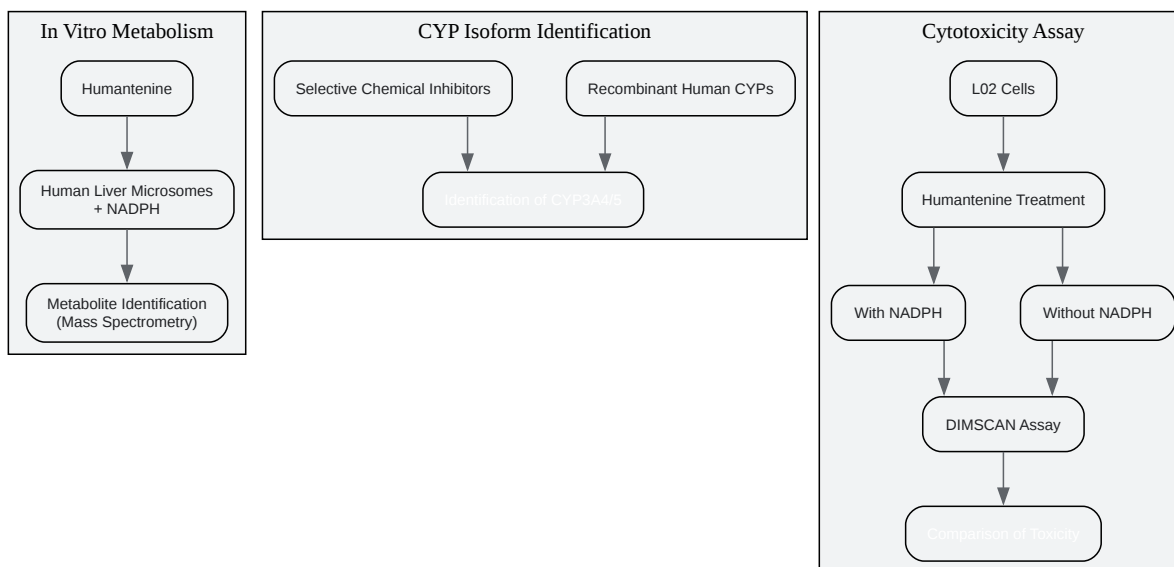 In Vitro Metabolism
Humantenine
Human Liver Microsomes
+ NADPH
Metabolite Identification
(Mass Spectrometry)
CYP Isoform Identification
Selective Chemical Inhibitors
Recombinant Human CYPs
Identification of CYP3A4/5
Cytotoxicity Assay
L02 Cells
Humantenine Treatment
With NADPH
Without NADPH
DIMSCAN Assay
Comparison of Toxicity